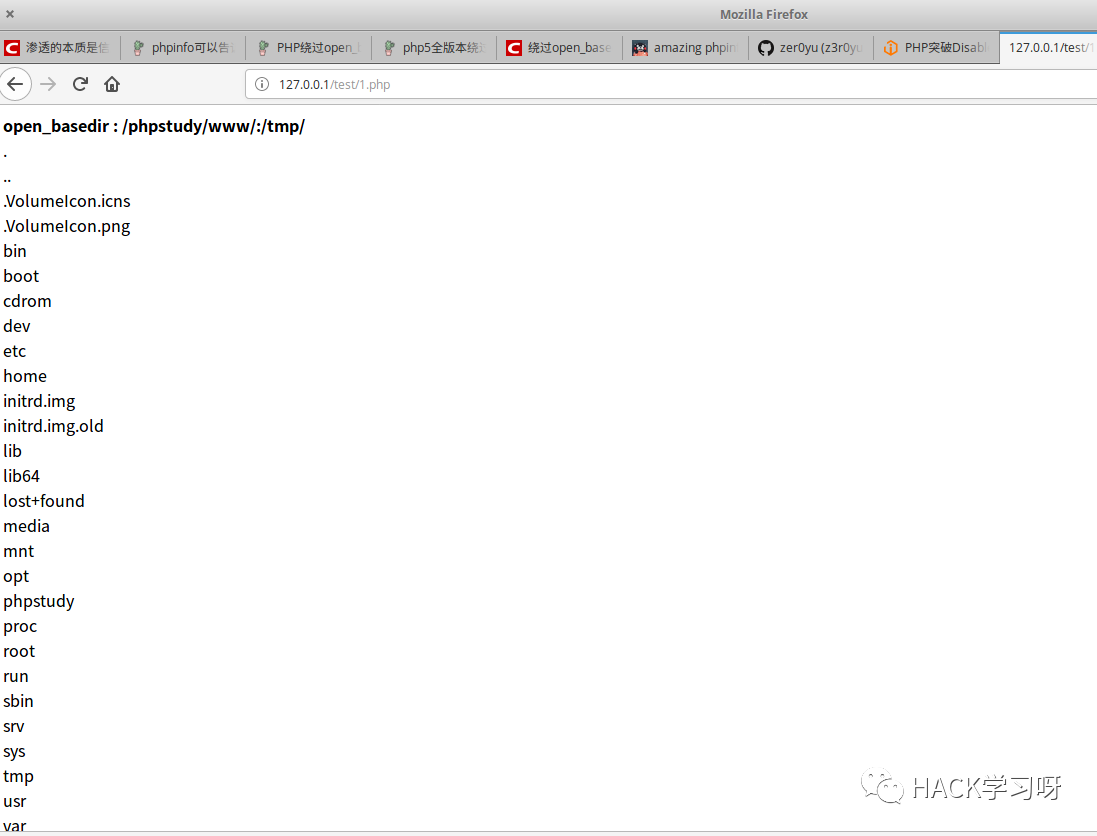 Mozilla Firefox
渗透的本质是信
phpinfo可以告
PHP绕过open_
php5全版本绕
绕过open_base
amazing phpin
zer0yu (z3r0yu
PHP突破Disabl
127.0.0.1/test/1
127.0.0.1/test/1.php
open_basedir : /phpstudy/www/:/tmp/
.
..
.VolumeIcon.icns
.VolumeIcon.png
bin
boot
cdrom
dev
etc
home
initrd.img
initrd.img.old
lib
lib64
lost+found
media
mnt
opt
phpstudy
proc
root
run
sbin
srv
sys
tmp
usr
var
HACK学习呀